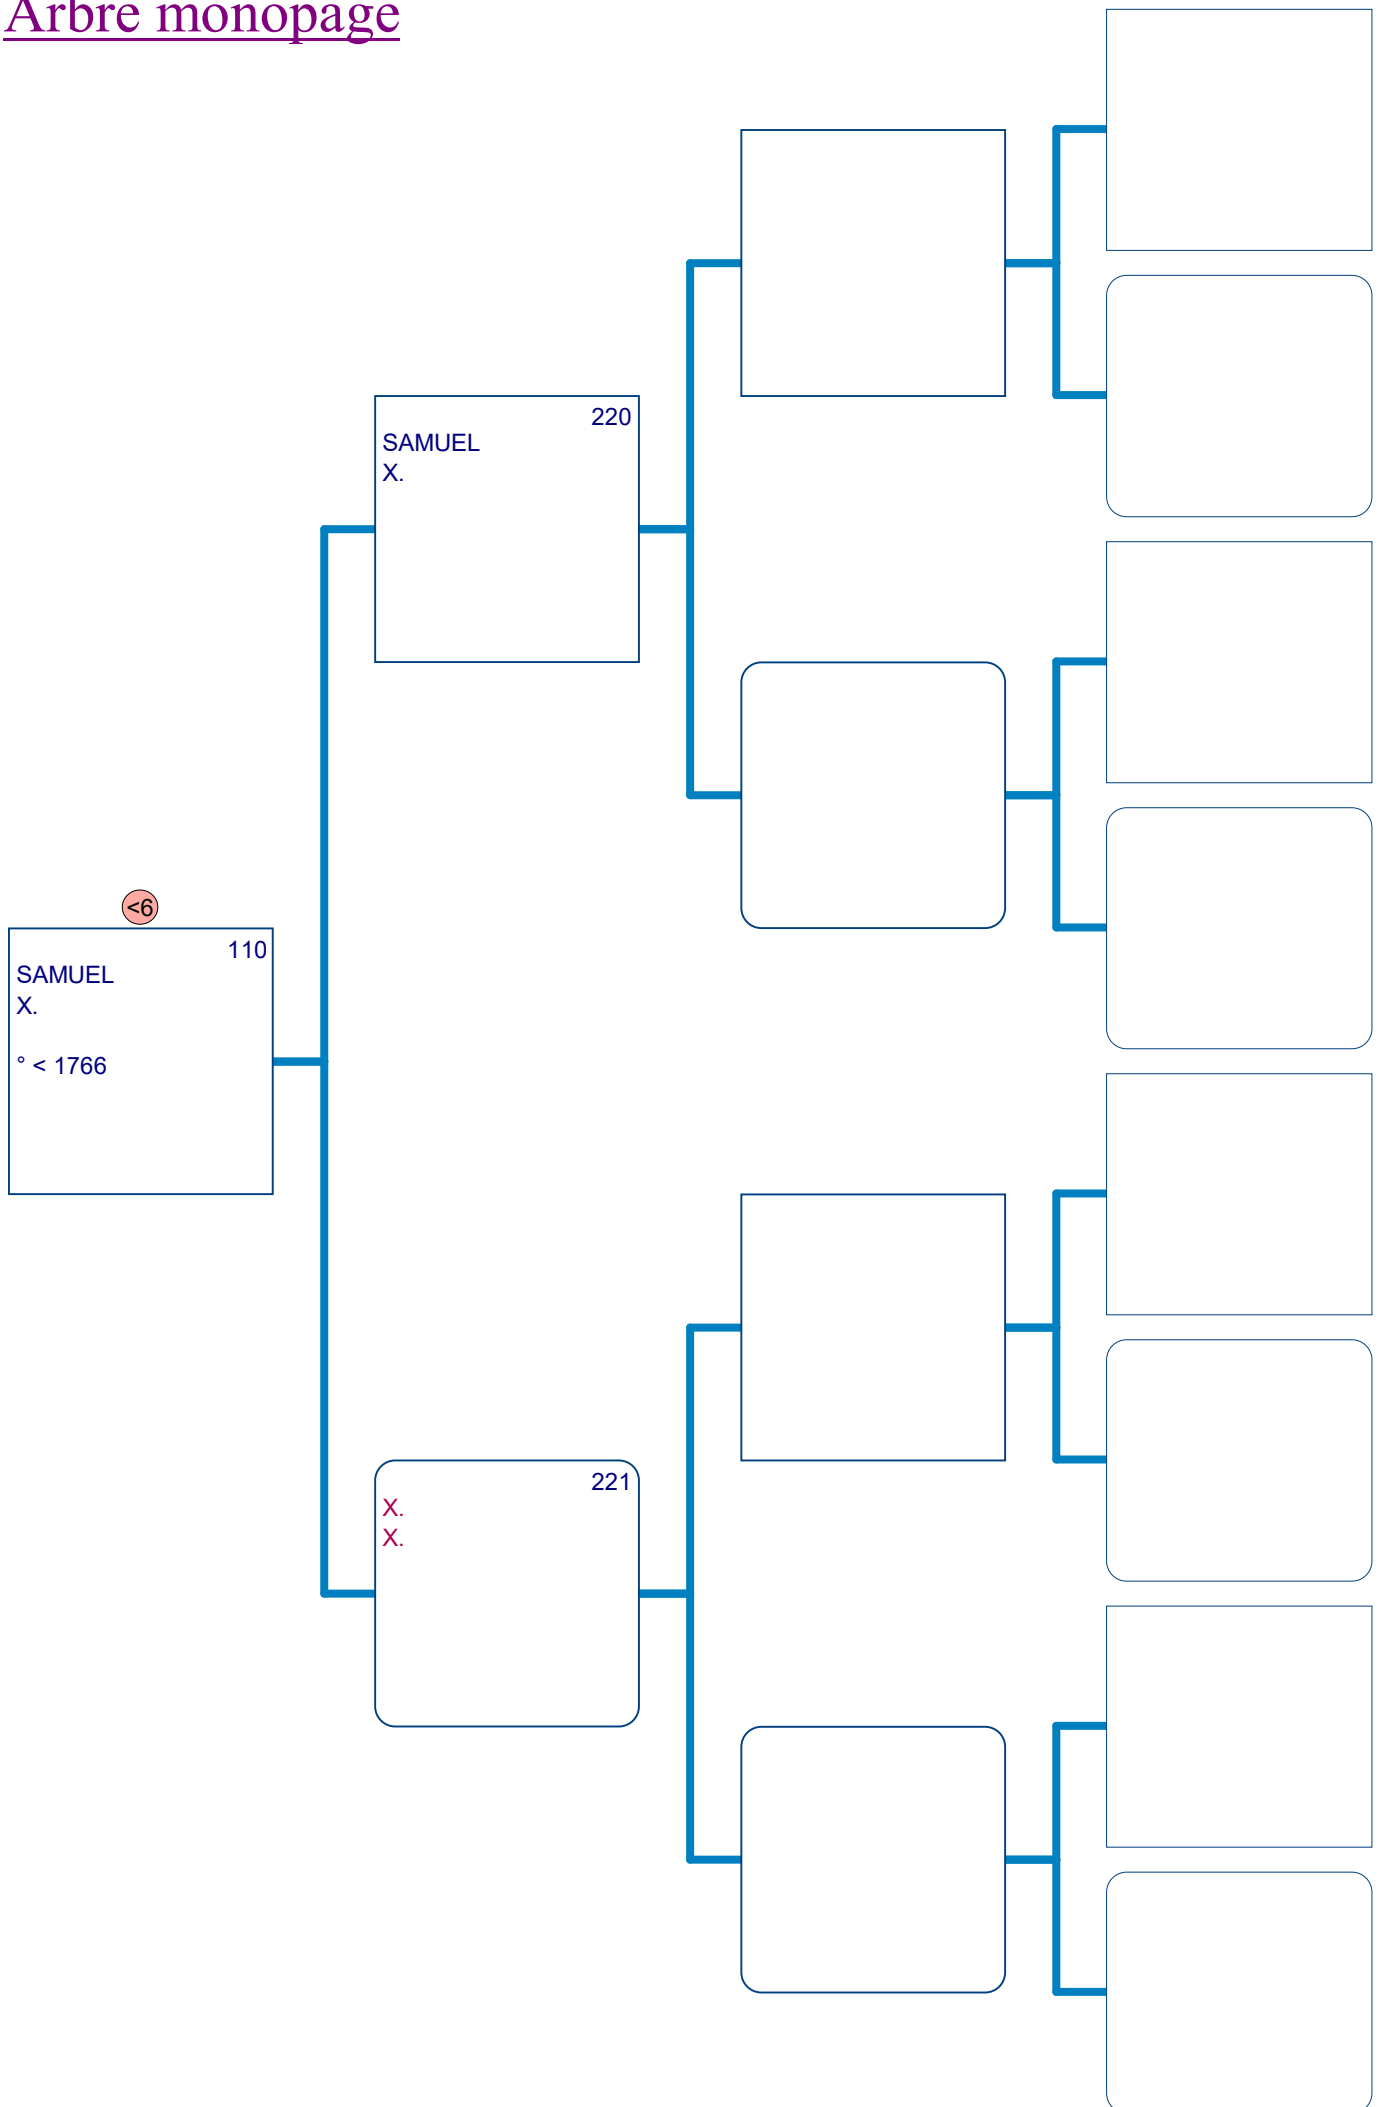 Arbre monopage
220
SAMUEL
X.
<6
110
SAMUEL
X.
° < 1766
221
X.
X.